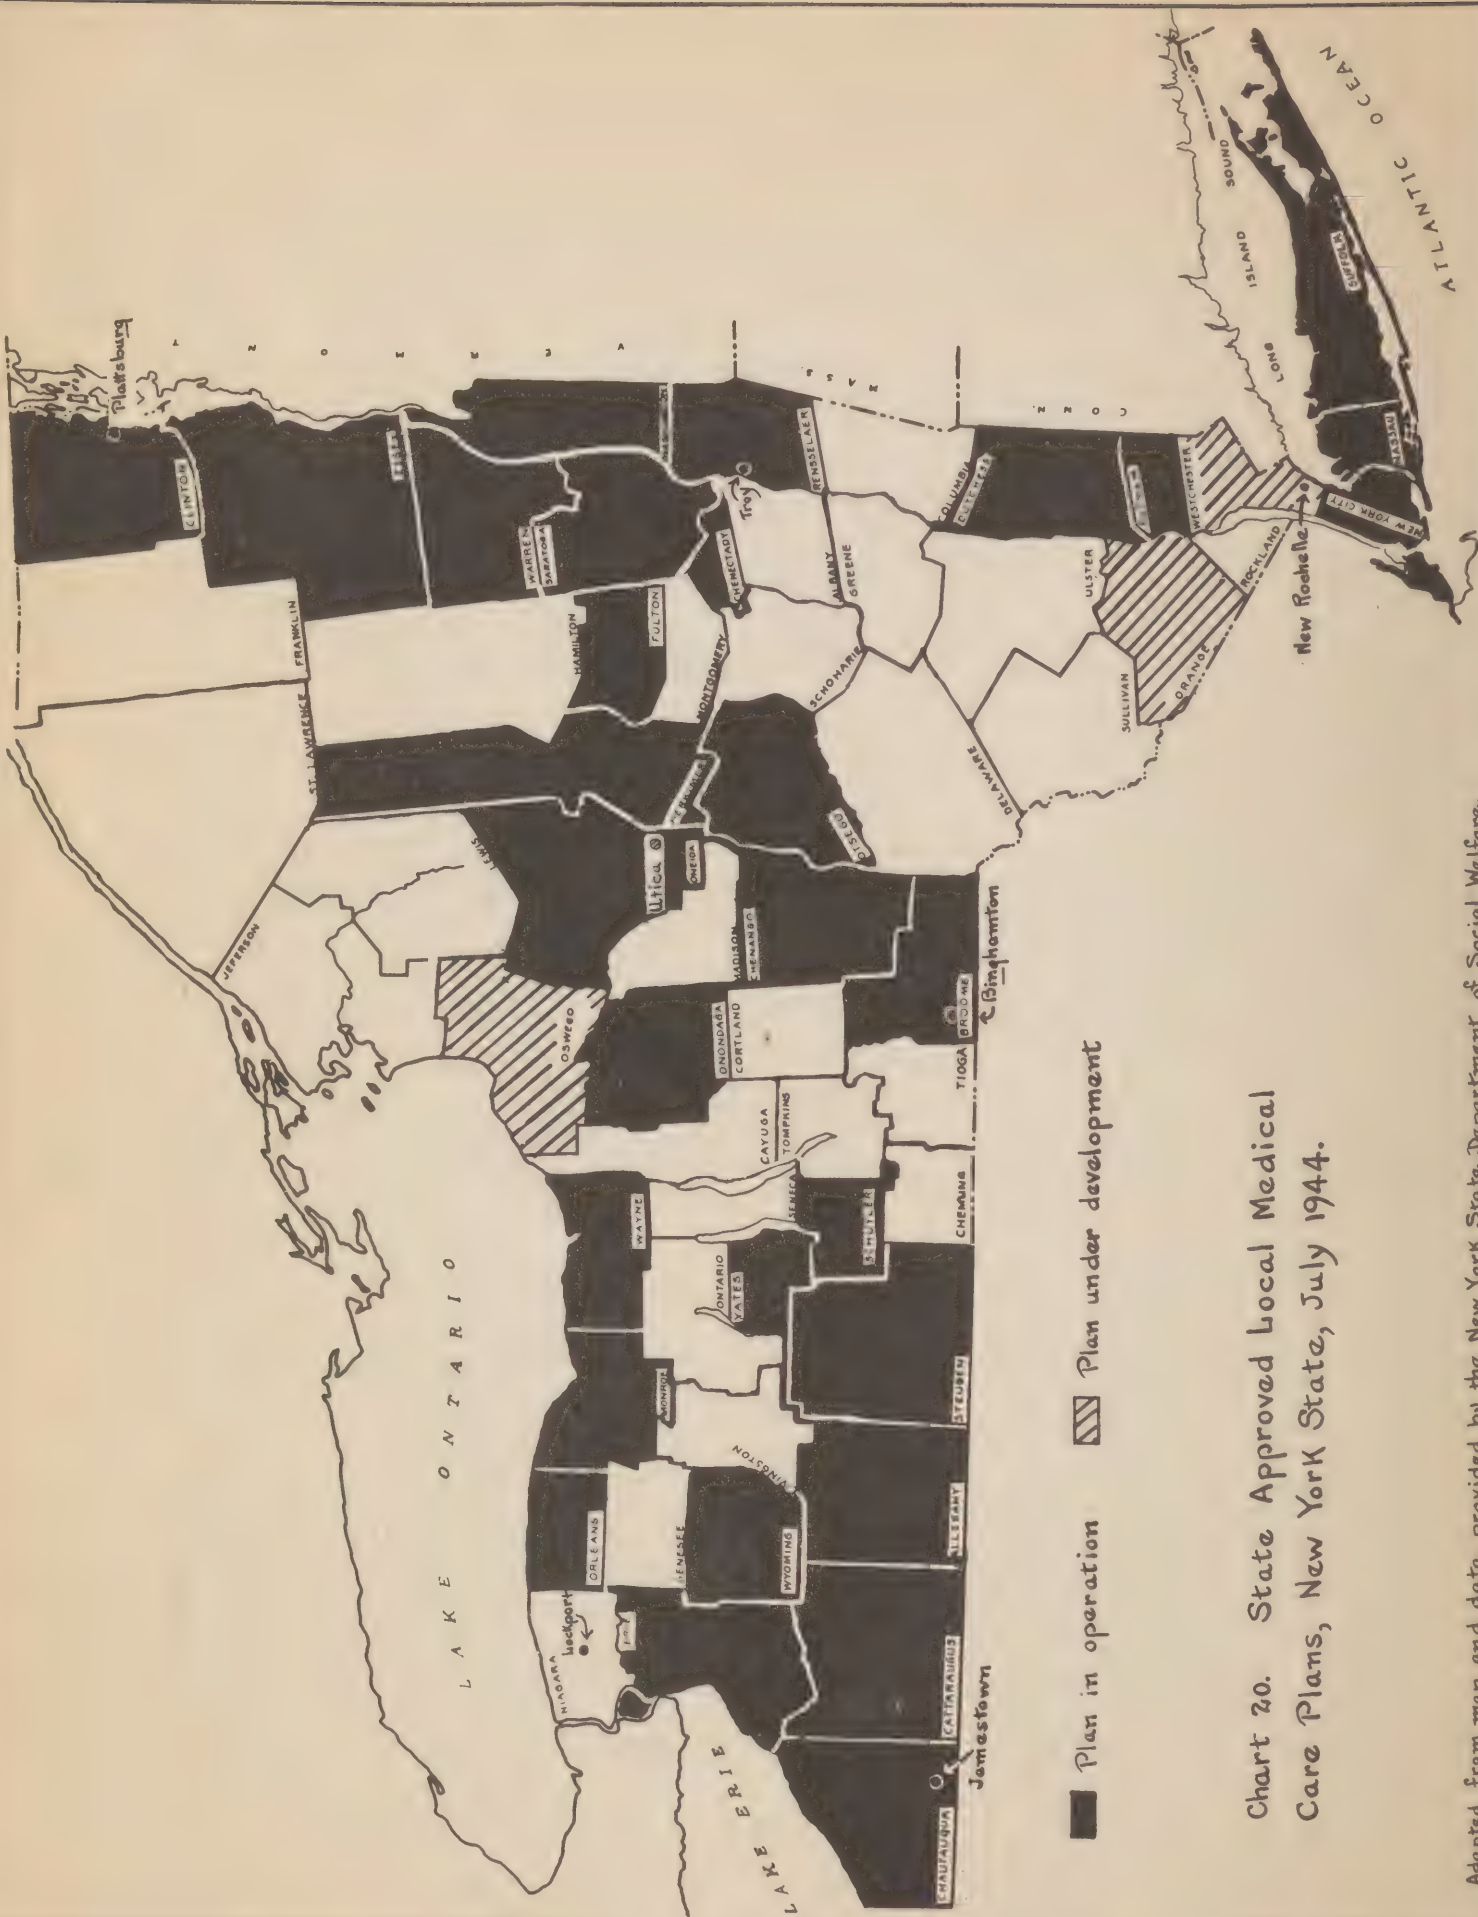 Plattsburg
VERMONT
MASS.
CONN.
CLINTON
ESSEX
FRANKLIN
ST. LAWRENCE
WARREN
SARATOGA
HAMILTON
FULTON
MONTGOMERY
SCHENECTADY
Troy
RENSSELAER
ALBANY
GREENE
COLUMBIA
DUTCHESS
SCHOHARIE
ULSTER
SULLIVAN
ORANGE
ROCKLAND
WESTCHESTER
New Rochelle
NEW YORK CITY
NASSAU
SUFFOLK
LONG ISLAND SOUND
ATLANTIC OCEAN
JEFFERSON
LEWIS
HERKIMER
Utica
ONEIDA
OTSEGO
DELAWARE
MADISON
CHENANGO
OSWEGO
ONONDAGA
CORTLAND
BROOME
Binghamton
TIOGA
CAYUGA
TOMPKINS
SENECA
SCHUYLER
CHEMUNG
WAYNE
ONTARIO
YATES
STEUBEN
MONROE
ORLEANS
GENESEE
WYOMING
ALLEGANY
NIAGARA
Lockport
CATTARAUGUS
CHAUTAUQUA
Jamestown
LAKE ONTARIO
LAKE ERIE
Plan in operation
Plan under development
Chart 20. State Approved Local Medical
Care Plans, New York State, July 1944.
Adapted from map and data provided by the New York State Department of Social Welfare